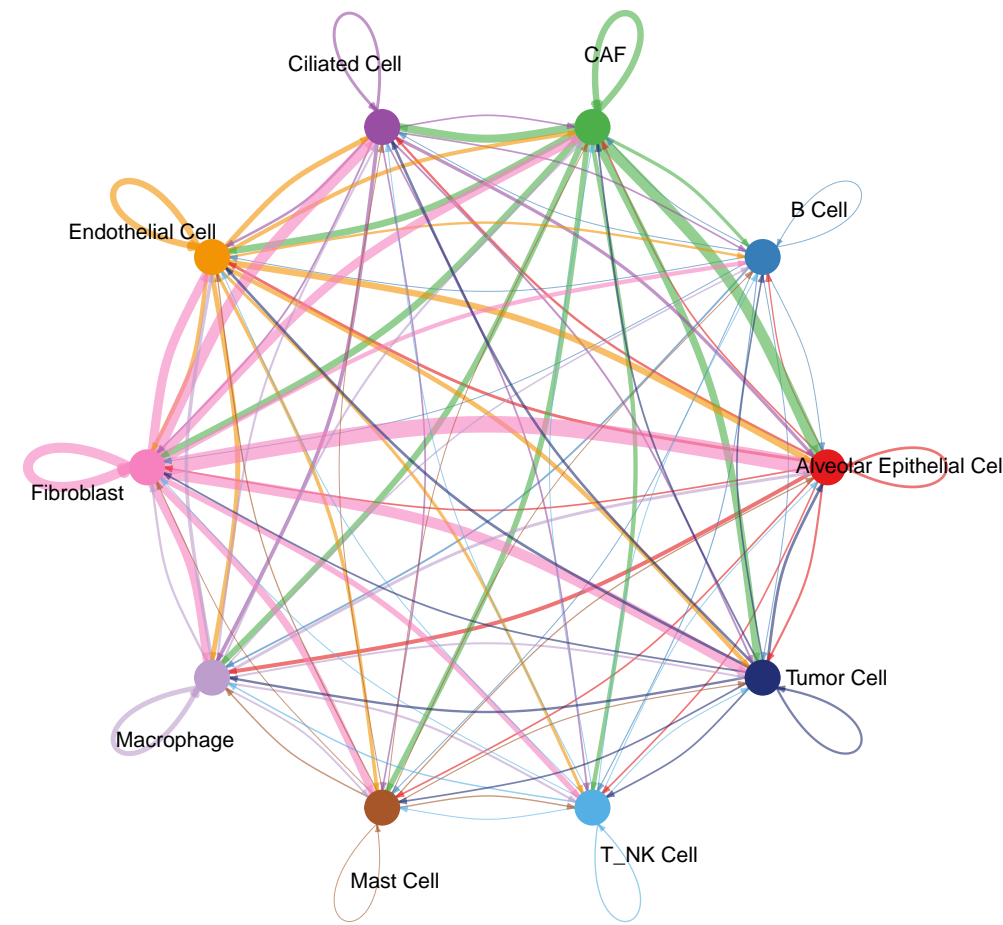 CAF
Ciliated Cell
B Cell
Endothelial Cell
Alveolar Epithelial Cel
Fibroblast
Tumor Cell
Macrophage
T_NK Cell
Mast Cell